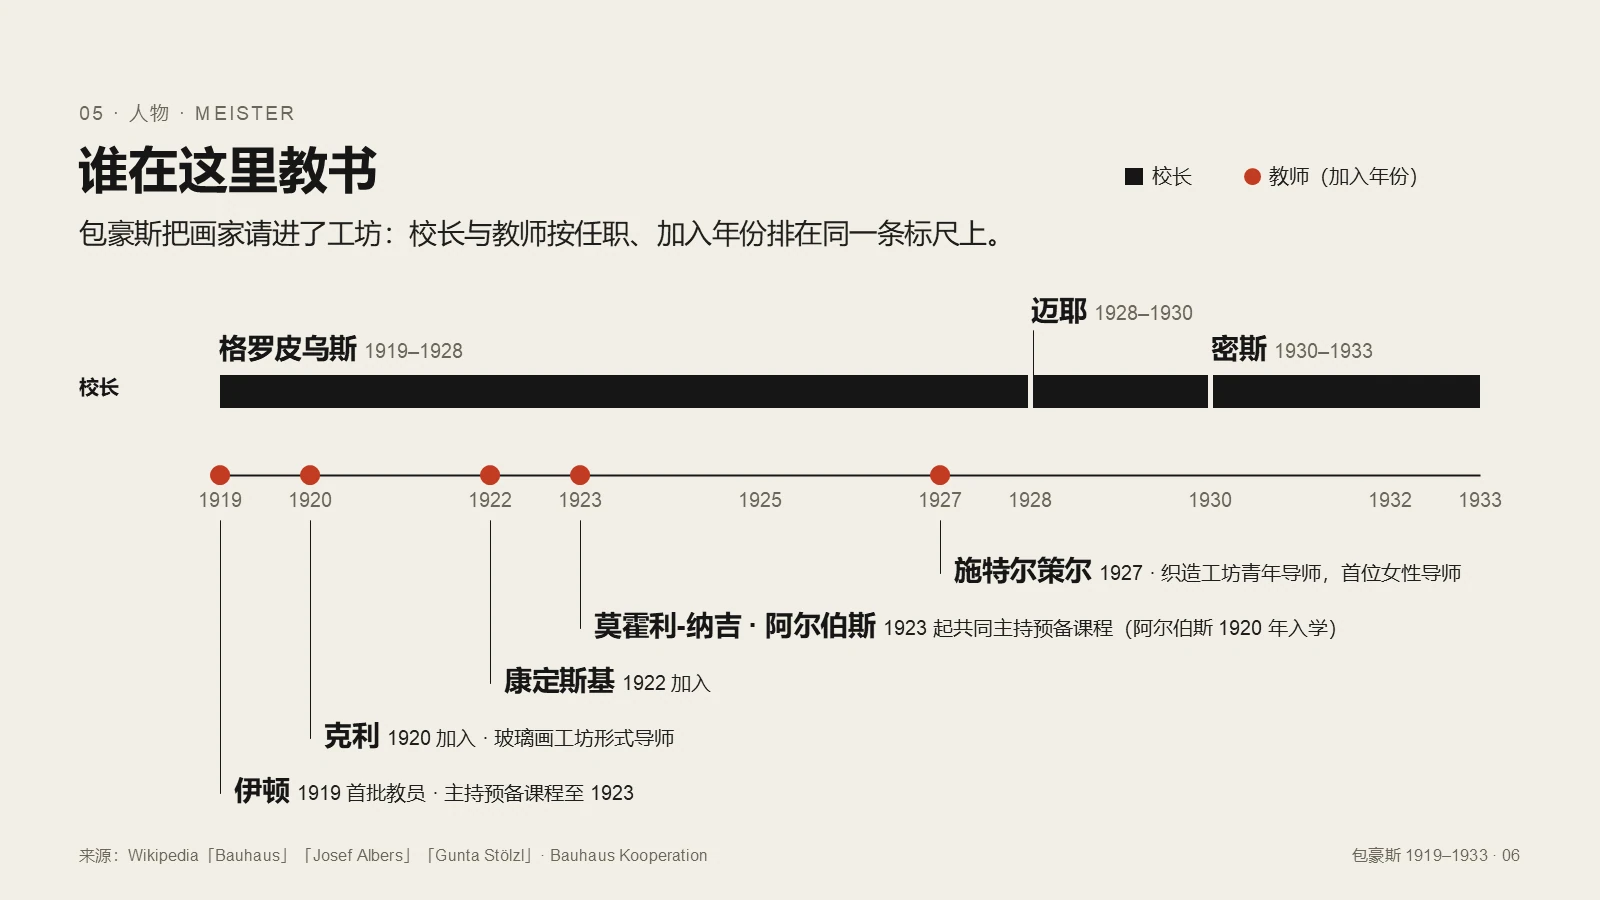 05 · 人物 · MEISTER
谁在这里教书
校长 教师（加入年份）
包豪斯把画家请进了工坊：校长与教师按任职、加入年份排在同一条标尺上。
迈耶 1928–1930
格罗皮乌斯 1919–1928
密斯 1930–1933
校长
1919 1920 1922 1923 1925 1927 1928 1930 1932 1933
施特尔策尔 1927 · 织造工坊青年导师，首位女性导师
莫霍利-纳吉 · 阿尔伯斯 1923 起共同主持预备课程（阿尔伯斯 1920 年入学）
康定斯基 1922 加入
克利 1920 加入 · 玻璃画工坊形式导师
伊顿 1919 首批教员 · 主持预备课程至 1923
来源：Wikipedia「Bauhaus」「Josef Albers」「Gunta Stölzl」· Bauhaus Kooperation
包豪斯 1919–1933 · 06